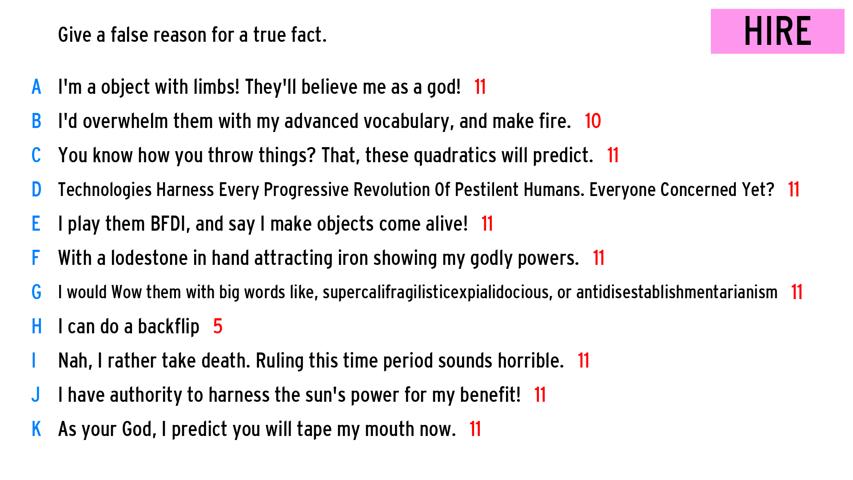 Give a false reason for a true fact.
HIRE
A I'm a object with limbs! They'll believe me as a god! 11
B I'd overwhelm them with my advanced vocabulary, and make fire. 10
C You know how you throw things? That, these quadratics will predict. 11
D Technologies Harness Every Progressive Revolution Of Pestilent Humans. Everyone Concerned Yet? 11
E I play them BFDI, and say I make objects come alive! 11
F With a lodestone in hand attracting iron showing my godly powers. 11
G I would Wow them with big words like, supercalifragilisticexpialidocious, or antidisestablishmentarianism 11
H I can do a backflip 5
I Nah, I rather take death. Ruling this time period sounds horrible. 11
J I have authority to harness the sun's power for my benefit! 11
K As your God, I predict you will tape my mouth now. 11